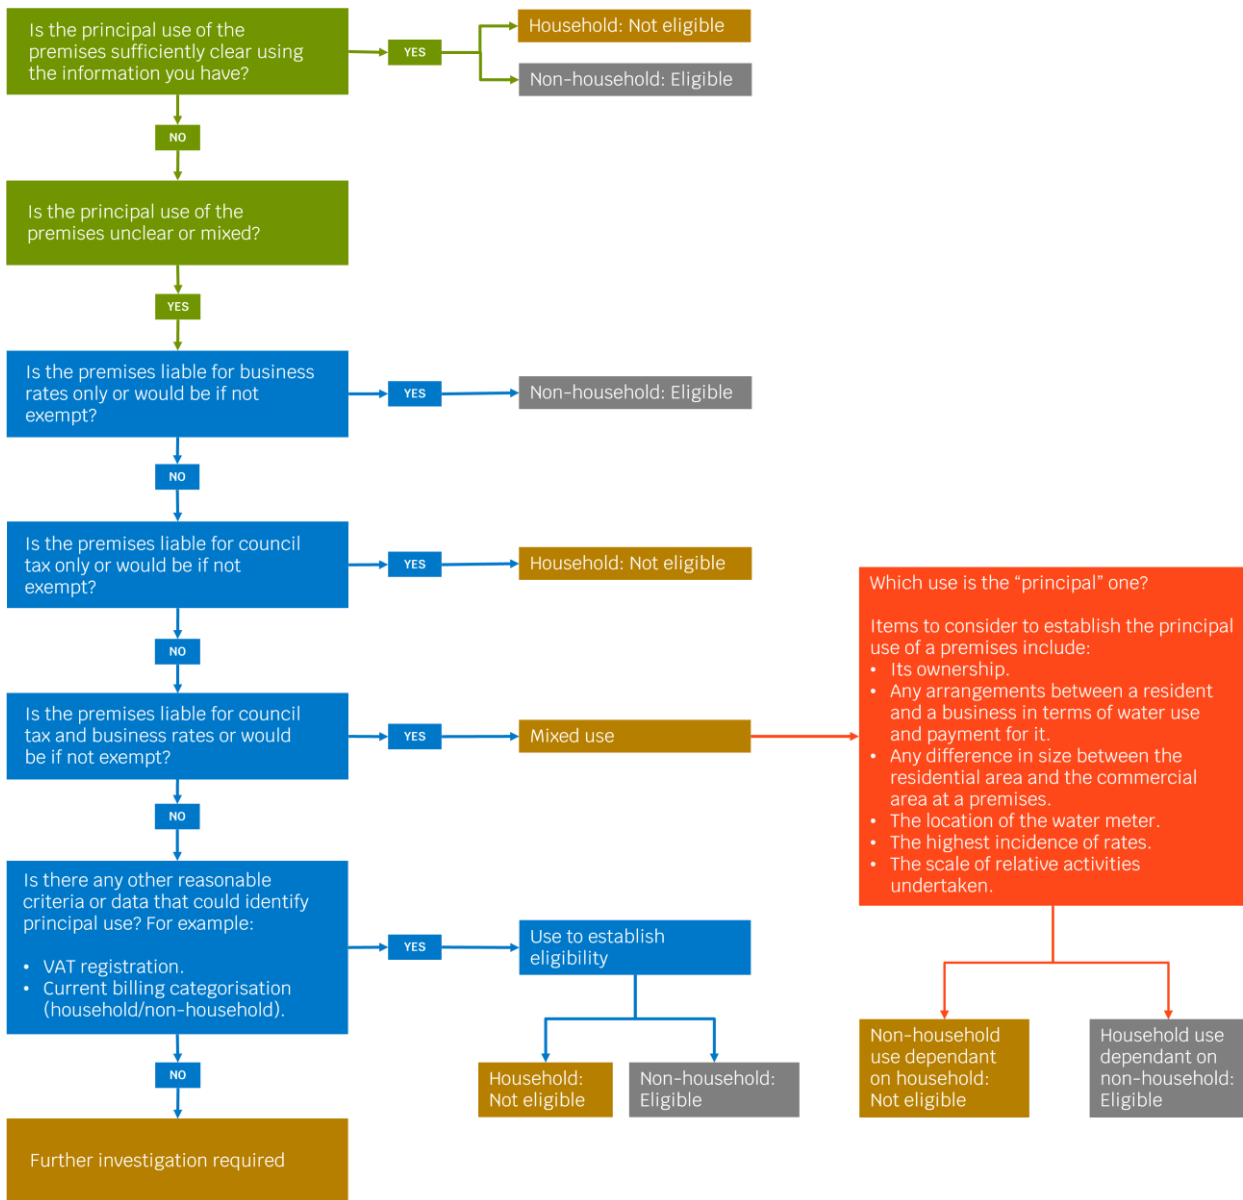 Is the principal use of the
premises sufficiently clear using
the information you have?
YES
Household: Not eligible
Non-household: Eligible
NO
Is the principal use of the
premises unclear or mixed?
YES
Is the premises liable for business
rates only or would be if not
exempt?
YES
Non-household: Eligible
NO
Is the premises liable for council
tax only or would be if not
exempt?
YES
Household: Not eligible
NO
Is the premises liable for council
tax and business rates or would
be if not exempt?
YES
Mixed use
Which use is the “principal” one?
Items to consider to establish the principal
use of a premises include:
• Its ownership.
• Any arrangements between a resident
and a business in terms of water use
and payment for it.
• Any difference in size between the
residential area and the commercial
area at a premises.
• The location of the water meter.
• The highest incidence of rates.
• The scale of relative activities
undertaken.
NO
Is there any other reasonable
criteria or data that could identify
principal use? For example:
• VAT registration.
• Current billing categorisation
(household/non-household).
YES
Use to establish
eligibility
Household:
Not eligible
Non-household:
Eligible
Non-household
use dependant
on household:
Not eligible
Household use
dependant on
non-household:
Eligible
NO
Further investigation required